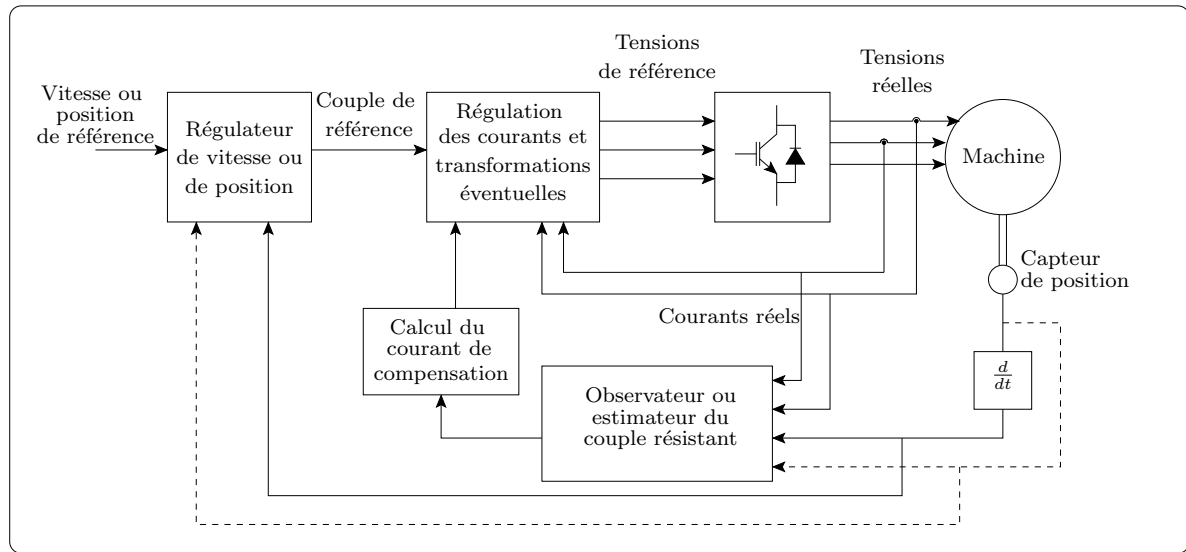 Vitesse ou
position
de référence
Régulateur
de vitesse ou
de position
Couple de
référence
Régulation
des courants et
transformations
éventuelles
Tensions
de référence
Tensions
réelles
Machine
Capteur
de position
Courants réels
Calcul du
courant de
compensation
Observateur ou
estimateur du
couple résistant
d
dt